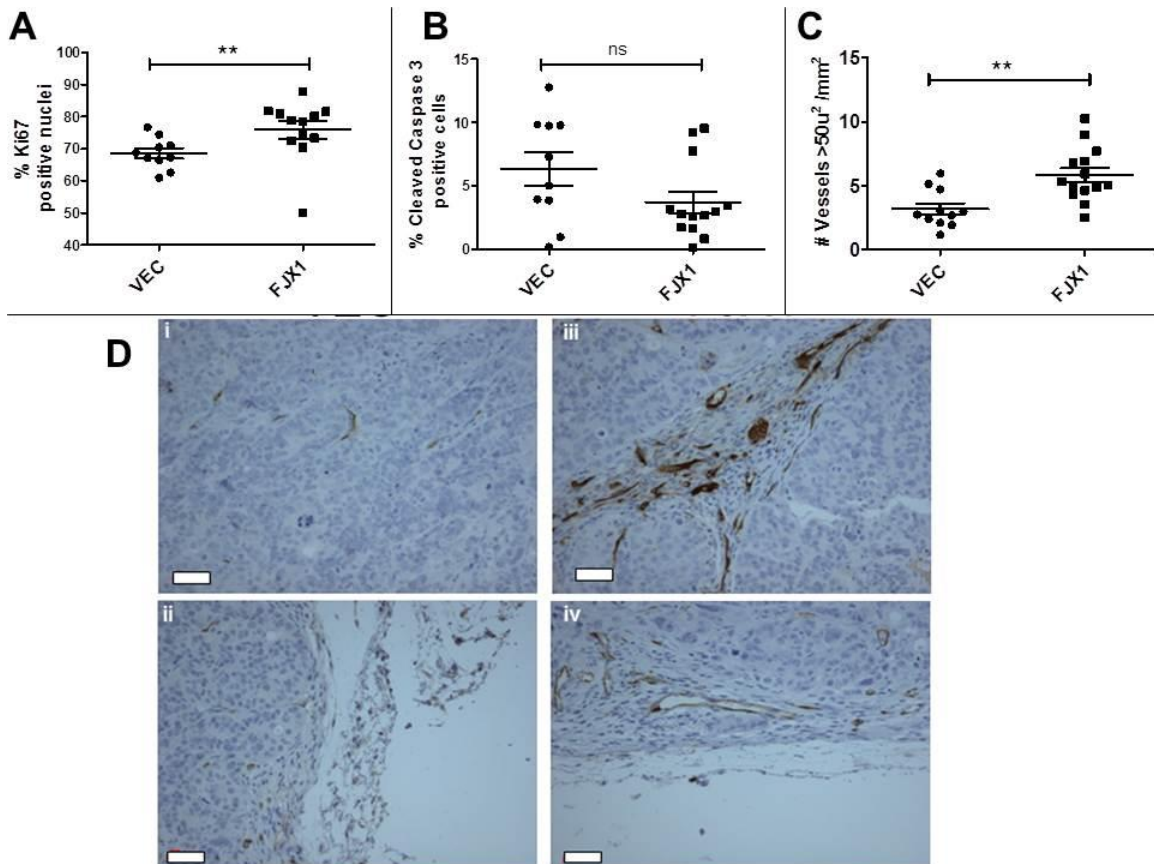 A
**
% Ki67
positive nuclei
100
90
80
70
60
50
40
VEC
FJX1
B
ns
% Cleaved Caspase 3
positive cells
15
10
5
0
VEC
FJX1
C
**
# Vessels >50u² /mm²
15
10
5
0
VEC
FJX1
D
i
iii
ii
iv